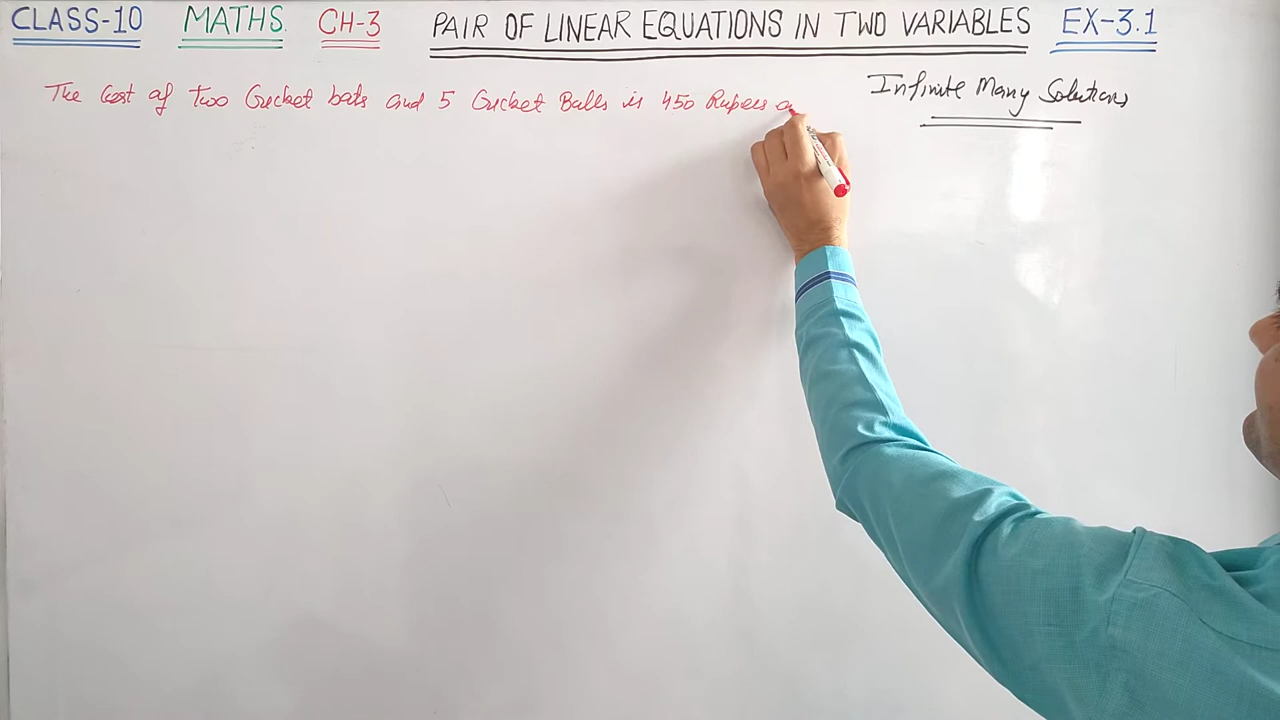 CLASS-10 MATHS. CH-3 PAIR OF LINEAR EQUATIONS IN TWO VARIABLES EX-3.1
Infinite Many Solutions
The Cost of two Cricket bats and 5 Cricket Balls is 450 Rupees a